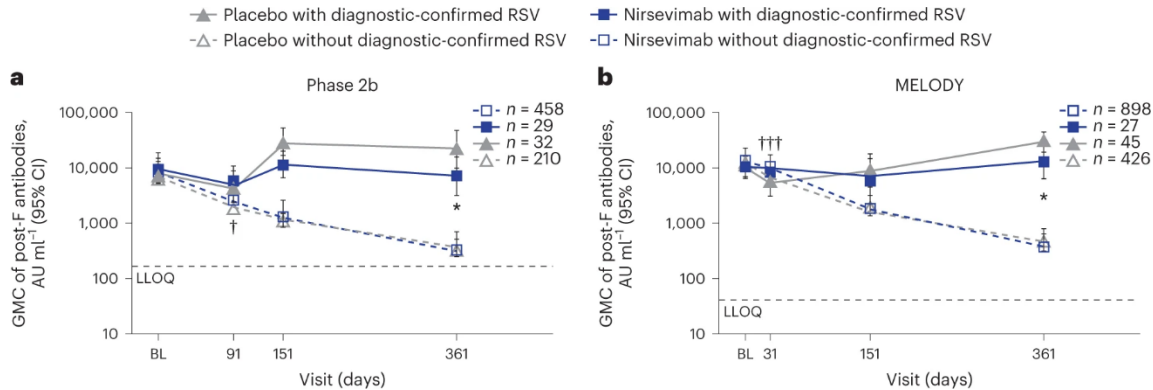 Placebo with diagnostic-confirmed RSV
Nirsevimab with diagnostic-confirmed RSV
Placebo without diagnostic-confirmed RSV
Nirsevimab without diagnostic-confirmed RSV
a
Phase 2b
GMC of post-F antibodies,
AU ml⁻¹ (95% CI)
100,000
10,000
1,000
100
10
n = 458
n = 29
n = 32
n = 210
†
*
LLOQ
BL 91 151 361
Visit (days)
b
MELODY
GMC of post-F antibodies,
AU ml⁻¹ (95% CI)
100,000
10,000
1,000
100
10
n = 898
n = 27
n = 45
n = 426
†††
*
LLOQ
BL 31 151 361
Visit (days)